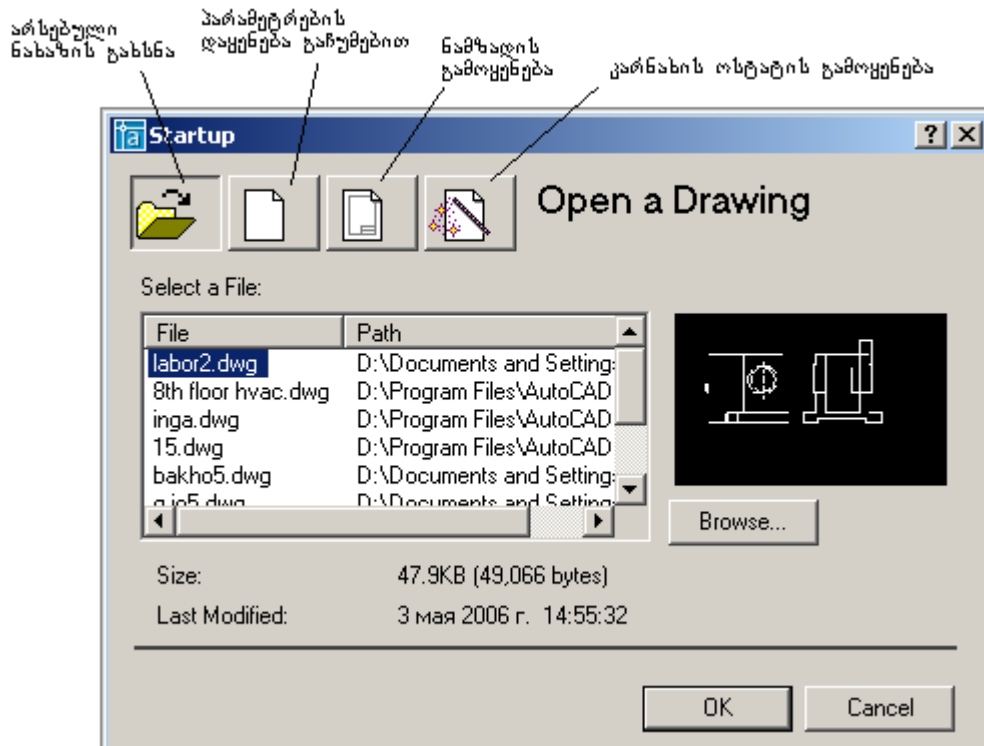 არსებული
ნახაზის გახსნა
პარამეტრების
დაყენება გაჩუმებით
ნამზადის
გამოყენება
კარნახის ოსტატის გამოყენება
Startup
Open a Drawing
Select a File:
File Path
labor2.dwg D:\Documents and Setting
8th floor hvac.dwg D:\Program Files\AutoCAD
inga.dwg D:\Program Files\AutoCAD
15.dwg D:\Program Files\AutoCAD
bakho5.dwg D:\Documents and Setting
D:\Documents and Setting
Browse...
Size: 47.9KB (49,066 bytes)
Last Modified: 3 мая 2006 г. 14:55:32
OK Cancel